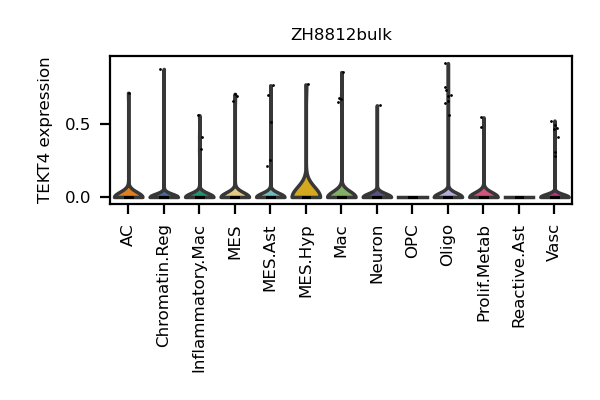 ZH8812bulk
TEKT4 expression
0.5
0.0
AC
Chromatin.Reg
Inflammatory.Mac
MES
MES.Ast
MES.Hyp
Mac
Neuron
OPC
Oligo
Prolif.Metab
Reactive.Ast
Vasc